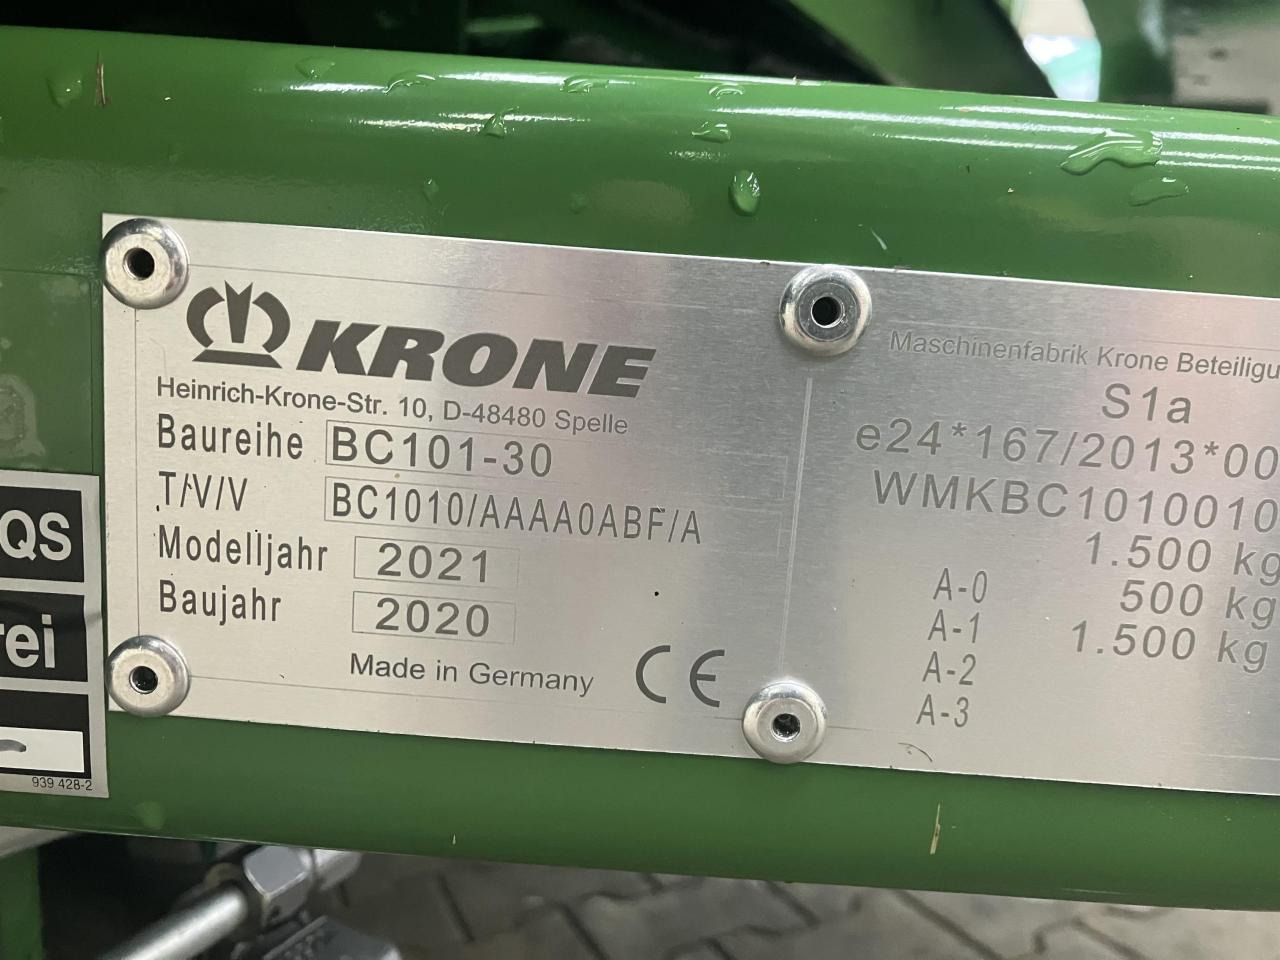 KRONE
Heinrich-Krone-Str. 10, D-48480 Spelle
Baureihe BC101-30
T/V/V BC1010/AAAA0ABF/A
Modelljahr 2021
Baujahr 2020
Made in Germany CE
Maschinenfabrik Krone Beteiligu
S1a
e24*167/2013*00
WMKBC1010010
1.500 kg
A-0 500 kg
A-1 1.500 kg
A-2
A-3
QS
rei
939 428-2